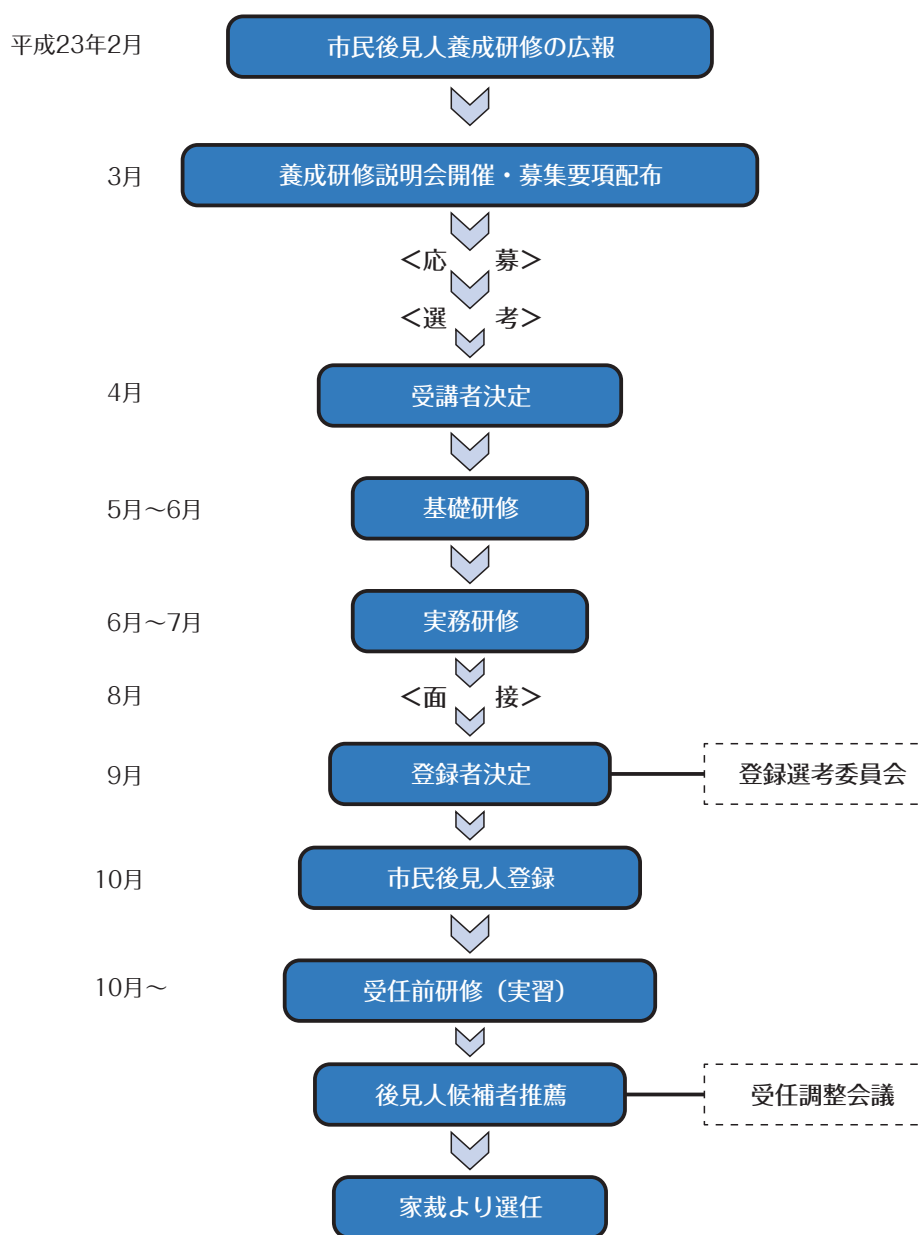 平成23年2月
市民後見人養成研修の広報
3月
養成研修説明会開催・募集要項配布
<応 募>
<選 考>
4月
受講者決定
5月~6月
基礎研修
6月~7月
実務研修
8月
<面 接>
9月
登録者決定
登録選考委員会
10月
市民後見人登録
10月~
受任前研修(実習)
後見人候補者推薦
受任調整会議
家裁より選任